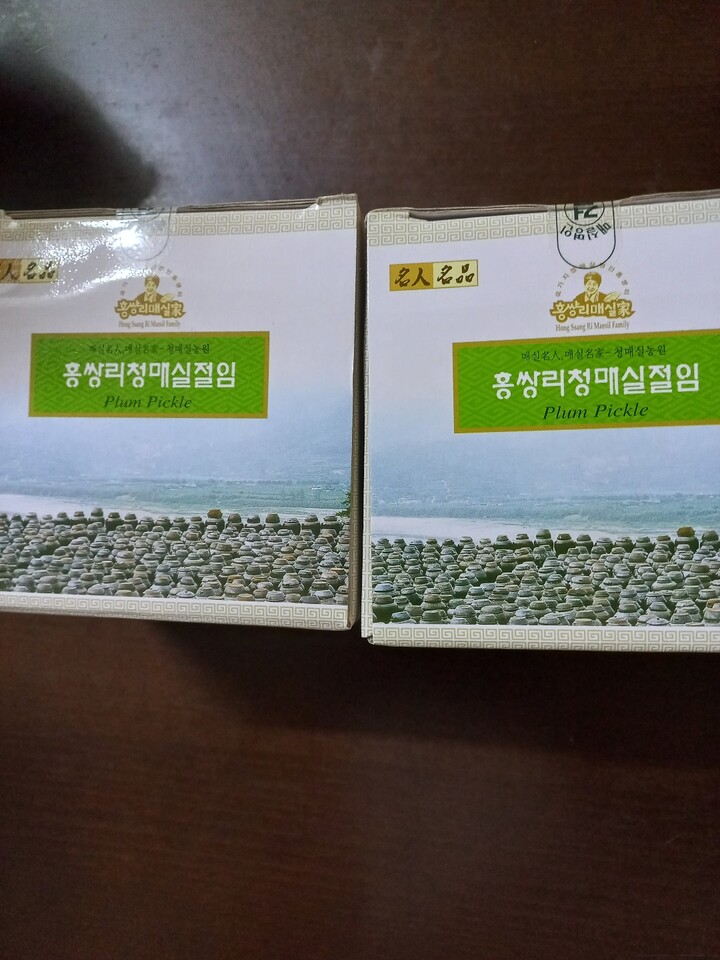 人名品
홍쌍리매실家
Hong Ssang Ri Maesil Family
매실名人, 매실名家-청매실농원
홍쌍리청매실절임
Plum Pickle
名人名品
홍쌍리매실家
Hong Ssang Ri Maesil Family
매실名人, 매실名家-청매실농원
홍쌍리청매실절임
Plum Pickle